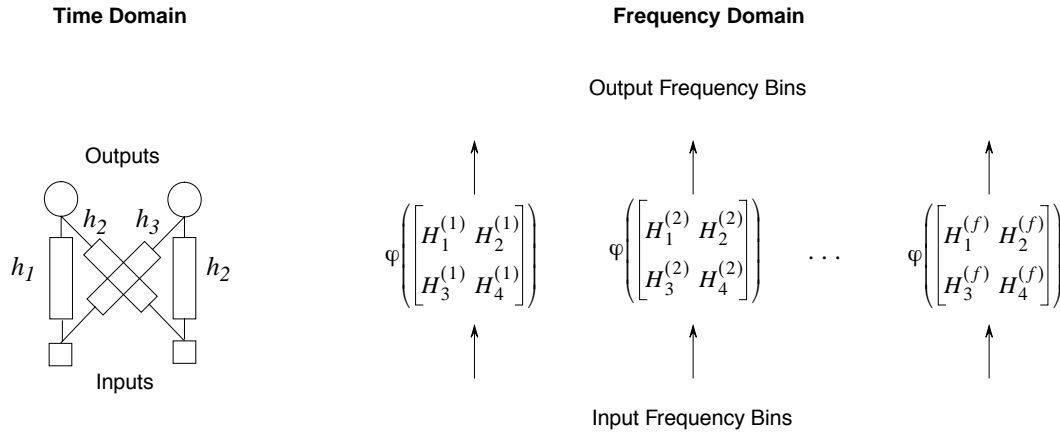 Time Domain
Frequency Domain
Output Frequency Bins
Outputs
h₂ h₃
h₁ h₂
Inputs
φ([H₁⁽¹⁾ H₂⁽¹⁾
H₃⁽¹⁾ H₄⁽¹⁾])
φ([H₁⁽²⁾ H₂⁽²⁾
H₃⁽²⁾ H₄⁽²⁾])
. . .
φ([H₁⁽ᶠ⁾ H₂⁽ᶠ⁾
H₃⁽ᶠ⁾ H₄⁽ᶠ⁾])
Input Frequency Bins